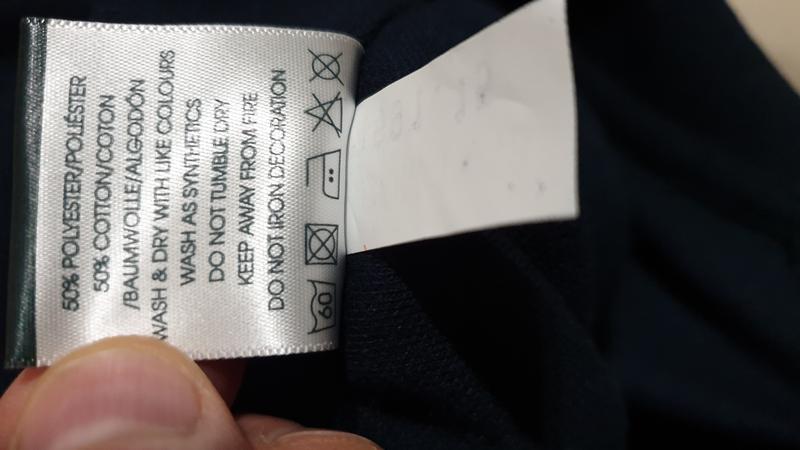 50% POLYESTER/POLIÉSTER
50% COTTON/COTON
/BAUMWOLLE/ALGODÓN
WASH & DRY WITH LIKE COLOURS
WASH AS SYNTHETICS
DO NOT TUMBLE DRY
KEEP AWAY FROM FIRE
DO NOT IRON DECORATION
60